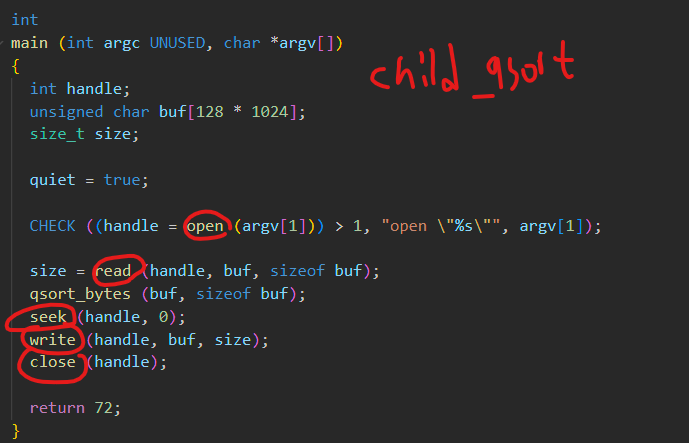 int
main (int argc UNUSED, char *argv[])
{
child_qsort
  int handle;
  unsigned char buf[128 * 1024];
  size_t size;
  quiet = true;
  CHECK ((handle = open (argv[1])) > 1, "open \"%s\"", argv[1]);
  size = read (handle, buf, sizeof buf);
  qsort_bytes (buf, sizeof buf);
  seek (handle, 0);
  write (handle, buf, size);
  close (handle);
  return 72;
}